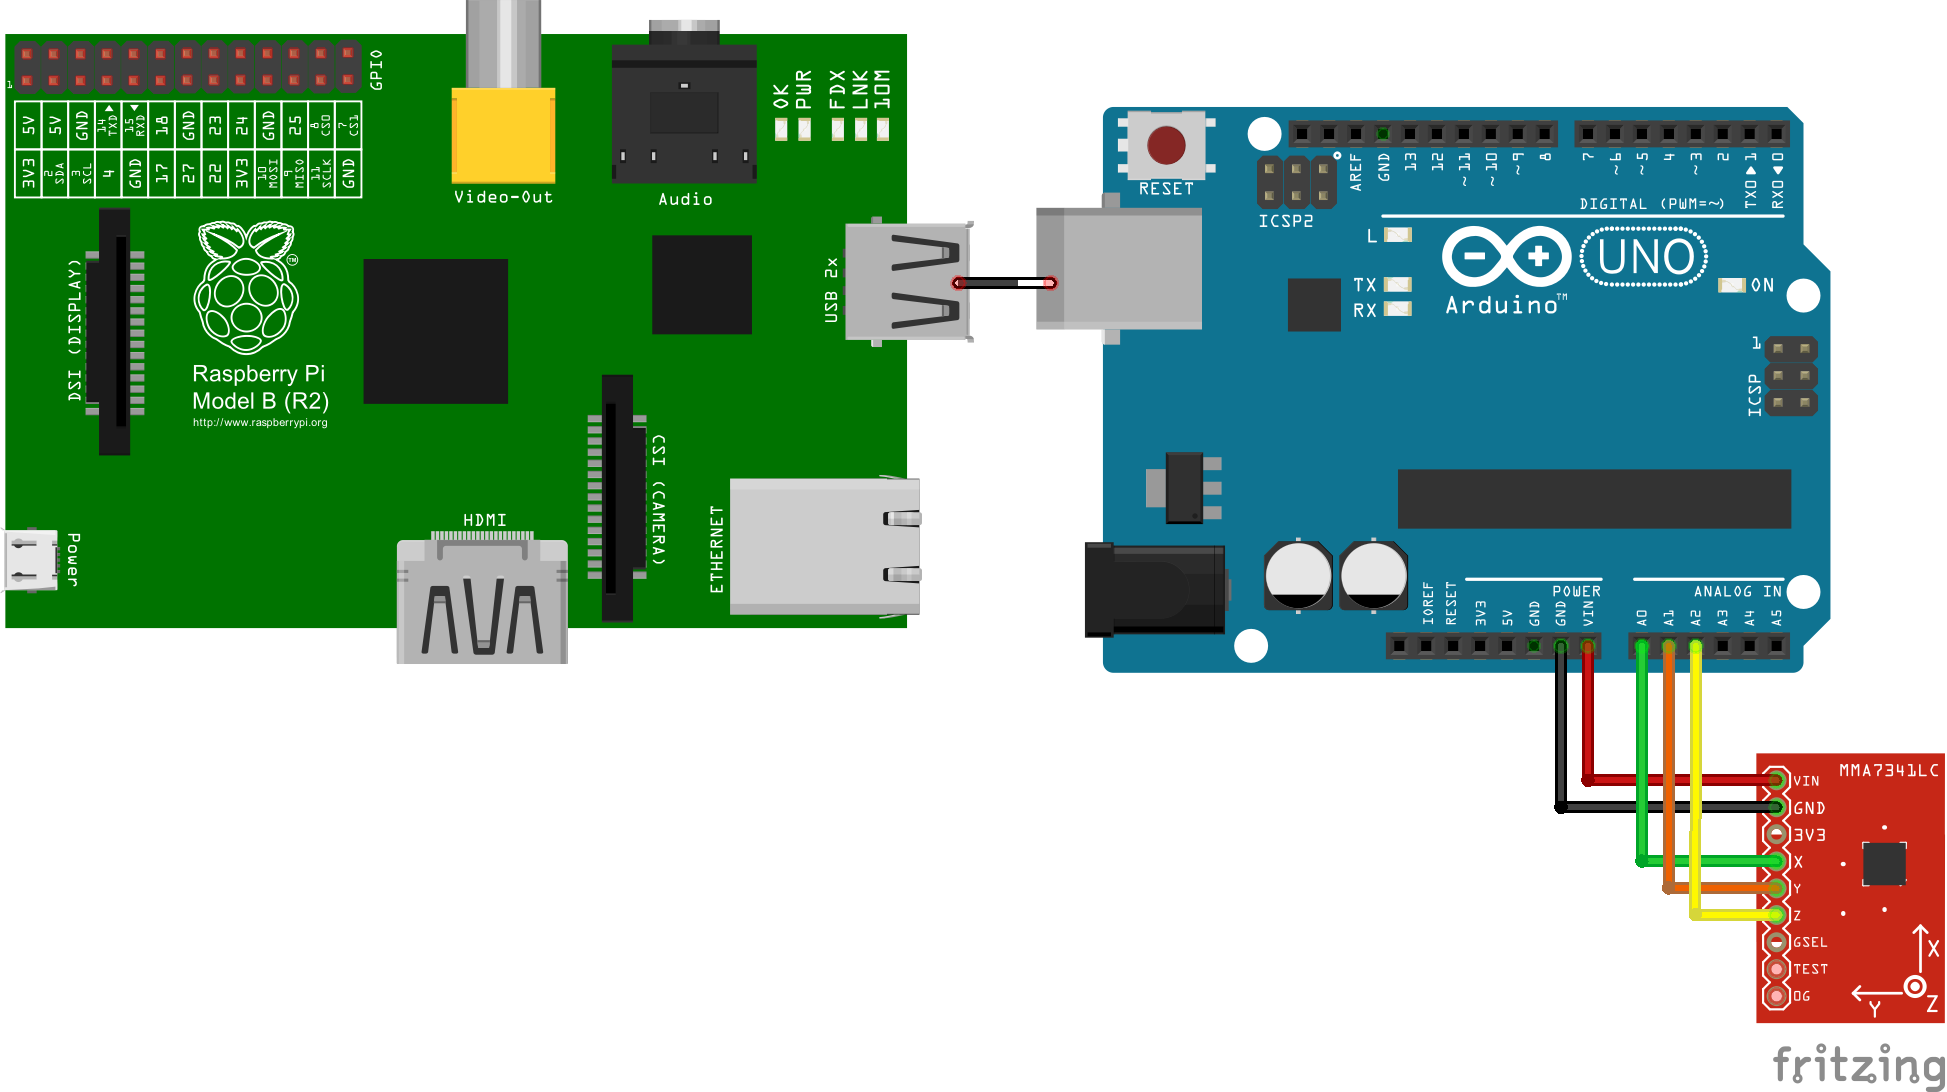 1
GPIO
5V 5V GND 14 TXD 15 RXD 18 GND 23 24 GND 25 8 CS0 7 CS1
3V3 2 SDA 3 SCL 4 GND 17 27 22 3V3 10 MOSI 9 MISO 11 SCLK GND
Video-Out
Audio
OK
PWR
FDX
LNK
10M
DSI (DISPLAY)
TM
Raspberry Pi
Model B (R2)
http://www.raspberrypi.org
USB 2x
CSI (CAMERA)
ETHERNET
HDMI
Power
RESET
ICSP2
AREF
GND
13
12
~11
~10
~9
8
7
~6
~5
4
~3
2
TX0▶1
RX0◀0
DIGITAL (PWM=~)
L
TX
RX
UNO
Arduino™
ON
1
ICSP
POWER
ANALOG IN
IOREF
RESET
3V3
5V
GND
GND
VIN
A0
A1
A2
A3
A4
A5
MMA7341LC
VIN
GND
3V3
X
Y
Z
GSEL
TEST
0G
X
Y
Z
fritzing